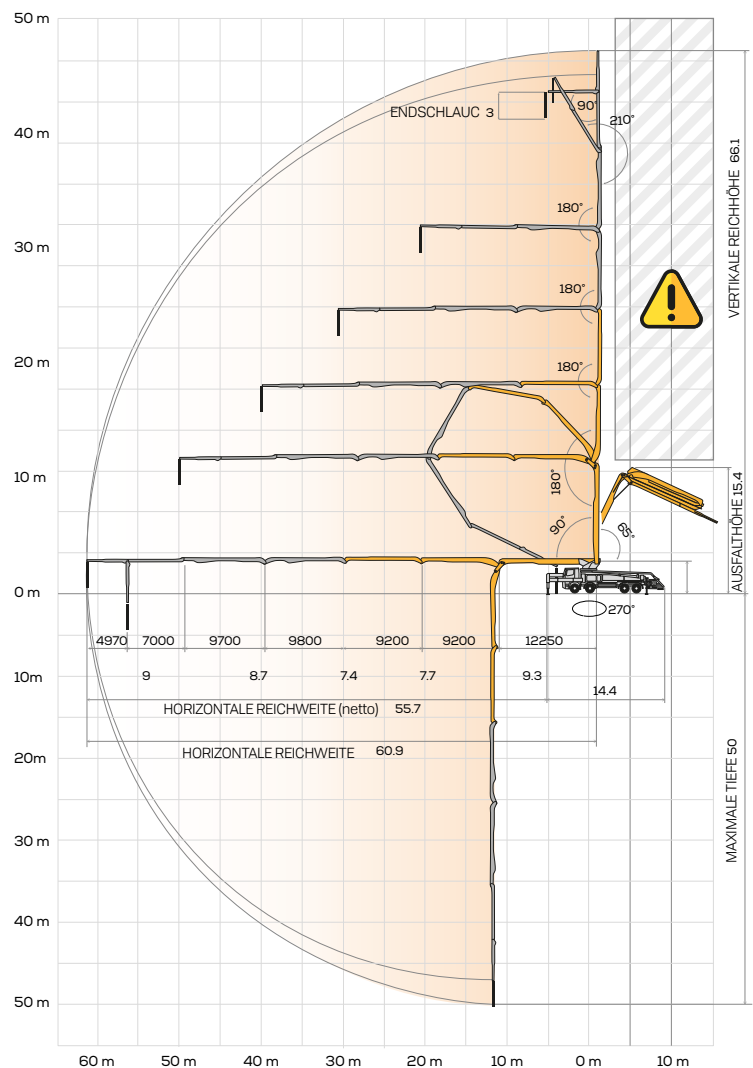 50 m
ENDSCHLAUC 3
90°
210°
40 m
VERTIKALE REICHHÖHE 66.1
180°
30 m
180°
20 m
180°
10 m
180°
AUSFALTHÖHE 15.4
90°
65°
0 m
270°
4970 7000 9700 9800 9200 9200 12250
10m
9 8.7 7.4 7.7 9.3
14.4
HORIZONTALE REICHWEITE (netto) 55.7
HORIZONTALE REICHWEITE 60.9
20m
MAXIMALE TIEFE 50
30 m
40 m
50 m
60 m 50 m 40 m 30 m 20 m 10 m 0 m 10 m